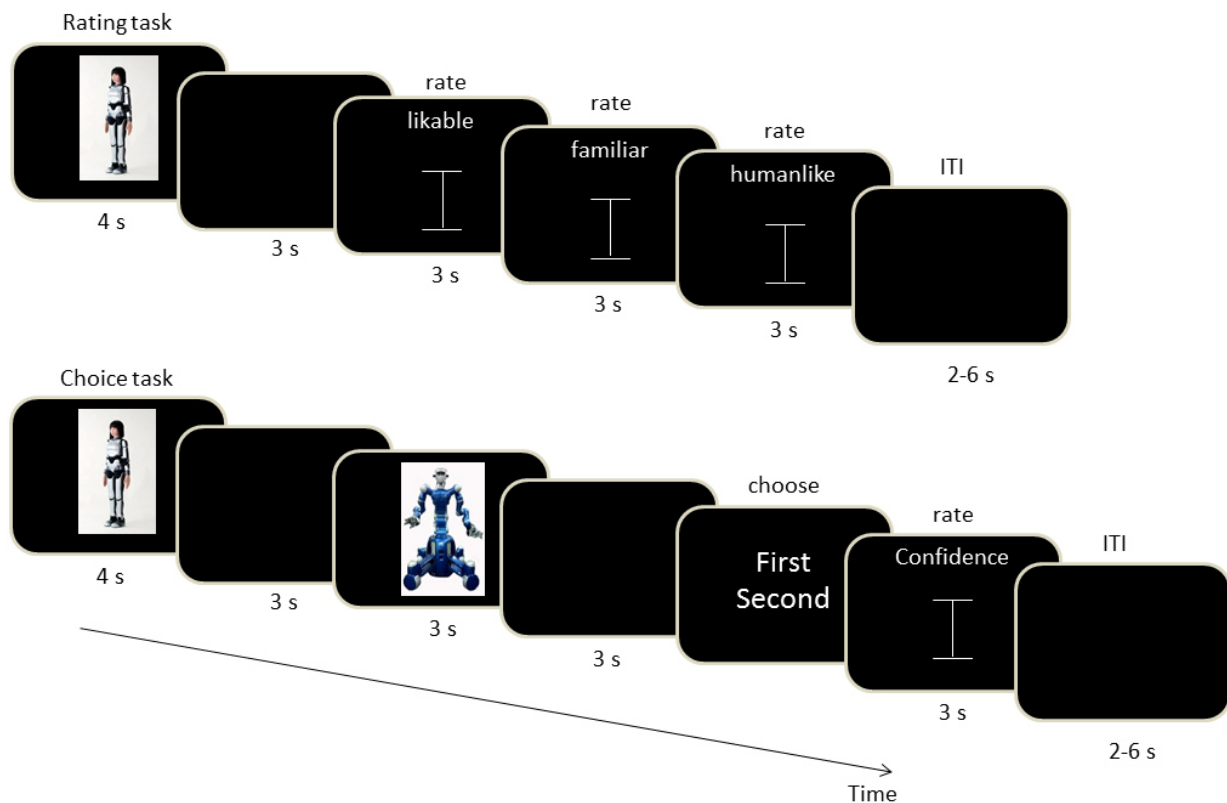 Rating task
4 s
3 s
rate
likable
3 s
rate
familiar
3 s
rate
humanlike
3 s
ITI
2-6 s
Choice task
4 s
3 s
3 s
3 s
choose
First
Second
rate
Confidence
3 s
ITI
2-6 s
Time